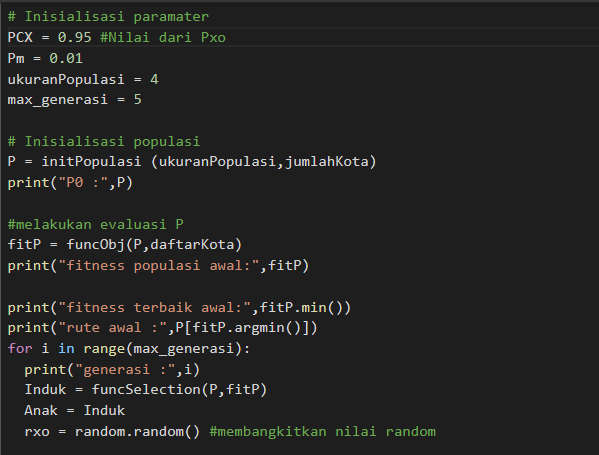 # Inisialisasi paramater
PCX = 0.95 #Nilai dari Pxo
Pm = 0.01
ukuranPopulasi = 4
max_generasi = 5
# Inisialisasi populasi
P = initPopulasi (ukuranPopulasi,jumlahKota)
print("P0 :",P)
#melakukan evaluasi P
fitP = funcObj(P,daftarKota)
print("fitness populasi awal:",fitP)
print("fitness terbaik awal:",fitP.min())
print("rute awal :",P[fitP.argmin()])
for i in range(max_generasi):
  print("generasi :",i)
  Induk = funcSelection(P,fitP)
  Anak = Induk
  rxo = random.random() #membangkitkan nilai random